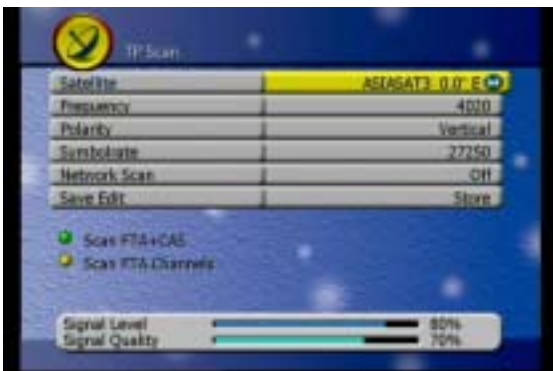 TP Scan
Satellite ASIASAT3 0.0° E
Frequency 4020
Polarity Vertical
Symbolrate 27250
Network Scan Off
Save Edit Store
Scan FTA+CAS
Scan FTA Channels
Signal Level 80%
Signal Quality 70%